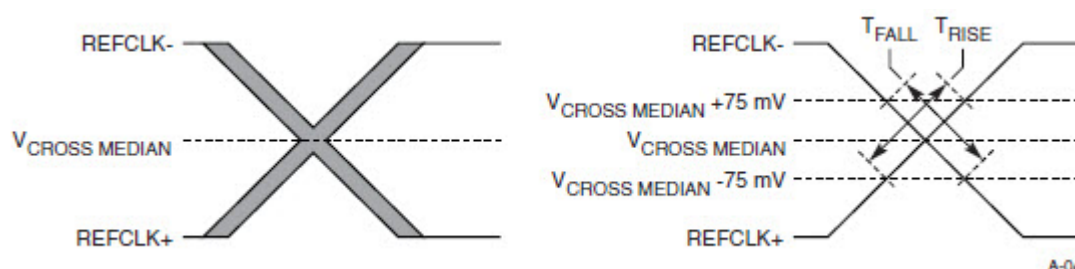 REFCLK-
VCROSS MEDIAN
REFCLK+
TFALL TRISE
REFCLK-
VCROSS MEDIAN +75 mV
VCROSS MEDIAN
VCROSS MEDIAN -75 mV
REFCLK+